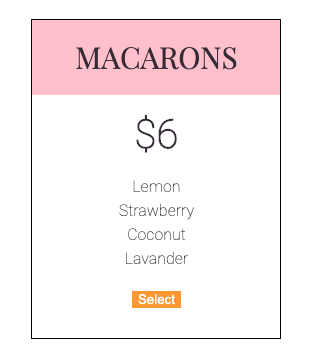 MACARONS
$6
Lemon
Strawberry
Coconut
Lavander
Select